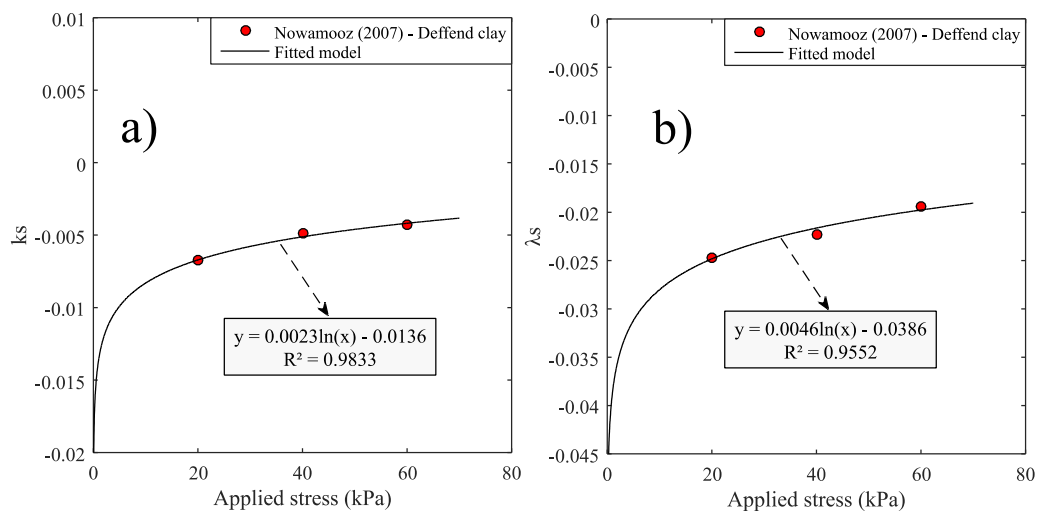 Nowamooz (2007) - Deffend clay
Fitted model
a)
0.01
0.005
0
-0.005
-0.01
-0.015
-0.02
ks
y = 0.0023ln(x) - 0.0136
R² = 0.9833
0 20 40 60 80
Applied stress (kPa)
Nowamooz (2007) - Deffend clay
Fitted model
b)
0
-0.005
-0.01
-0.015
-0.02
-0.025
-0.03
-0.035
-0.04
-0.045
λs
y = 0.0046ln(x) - 0.0386
R² = 0.9552
0 20 40 60 80
Applied stress (kPa)